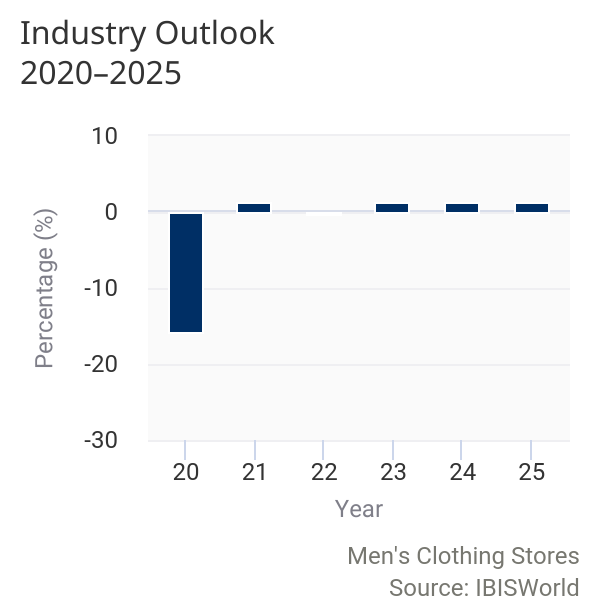 Industry Outlook
2020–2025
10
0
-10
-20
-30
Percentage (%)
20 21 22 23 24 25
Year
Men's Clothing Stores
Source: IBISWorld